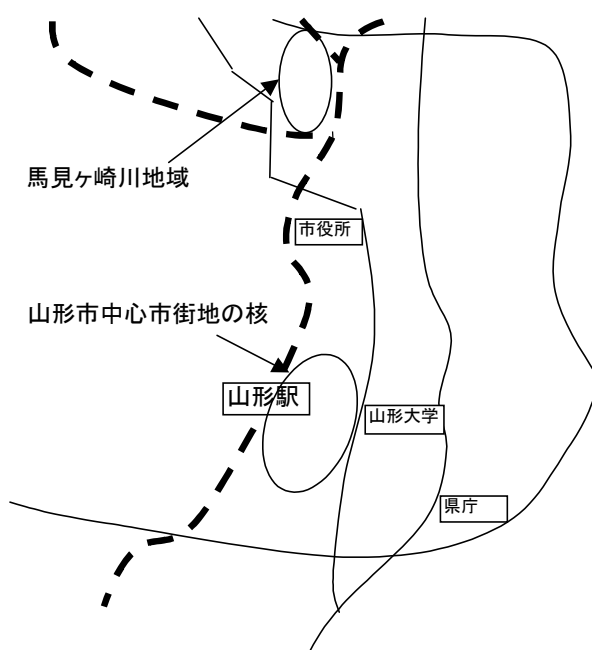 馬見ヶ崎川地域
市役所
山形市中心市街地の核
山形駅
山形大学
県庁